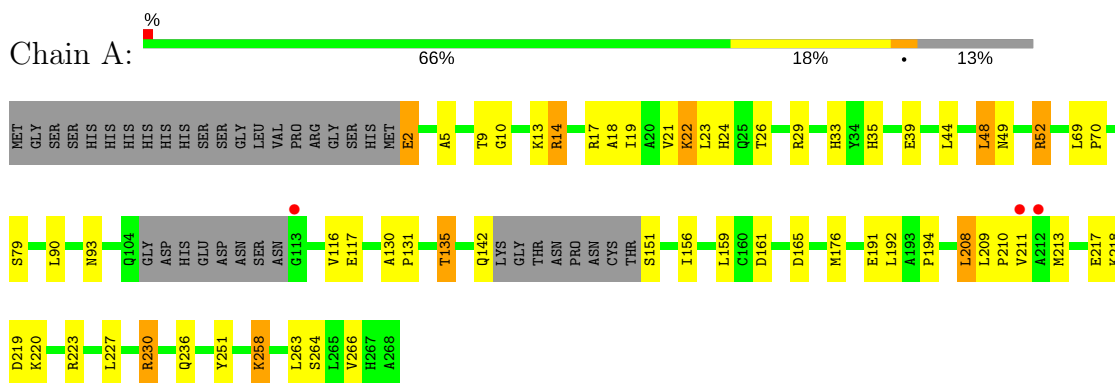 %
Chain A:
66% 18% • 13%
MET GLY SER SER HIS HIS HIS HIS HIS HIS HIS HIS SER SER GLY LEU VAL PRO ARG GLY SER HIS MET E2 A5 T9 G10 K13 R14 R17 A18 I19 A20 V21 K22 L23 H24 Q25 T26 R29 H33 Y34 H35 E39 L44 L48 N49 R52 L69 P70
S79 L90 N93 Q104 GLY ASP HIS GLU ASP ASN SER ASN G113 V116 E117 A130 P131 T135 Q142 LYS GLY THR ASN PRO ASN CYS THR S151 I156 L159 C160 D161 D165 M176 E191 L192 A193 P194 L208 L209 P210 V211 A212 M213 E217 K218
D219 K220 R223 L227 R230 Q236 Y251 K258 L263 S264 L265 V266 H267 A268